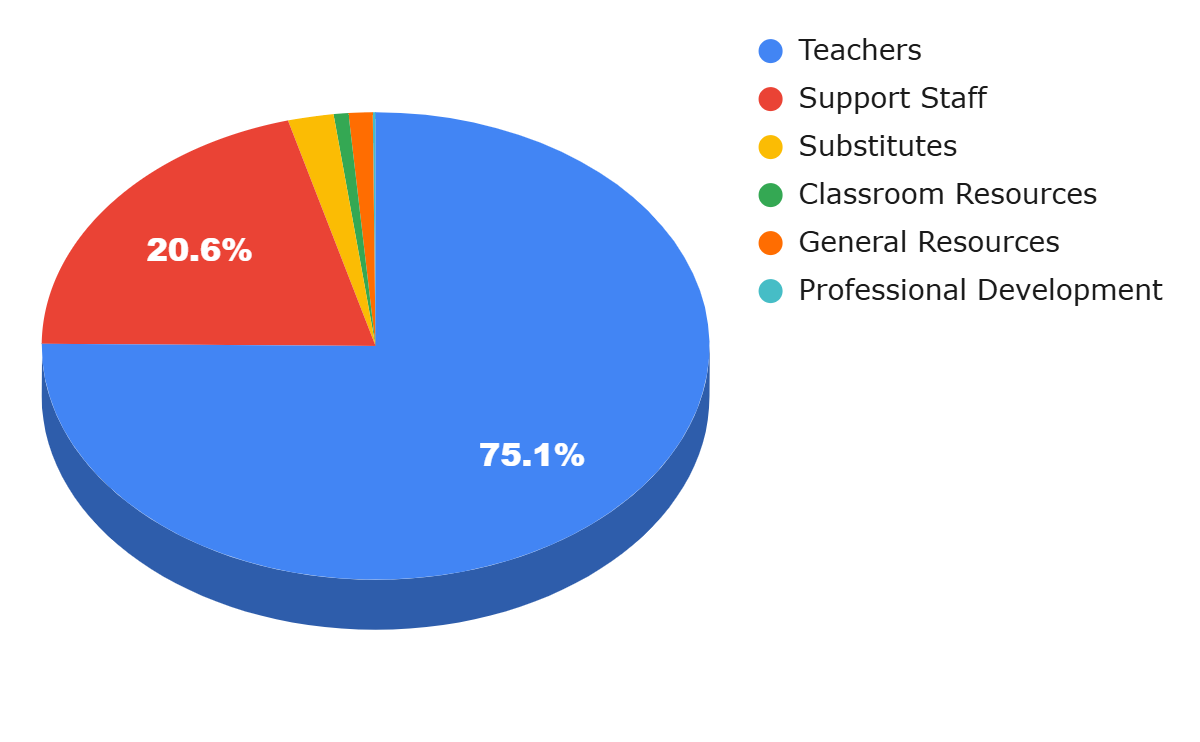 Teachers
Support Staff
Substitutes
Classroom Resources
General Resources
Professional Development
20.6%
75.1%